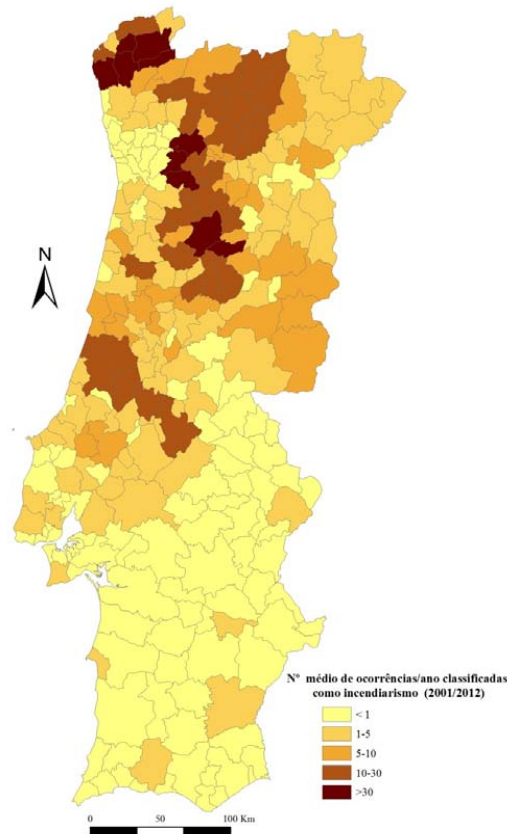 N
Nº médio de ocorrências/ano classificadas
como incendiarismo (2001/2012)
< 1
1-5
5-10
10-30
>30
0 50 100 Km